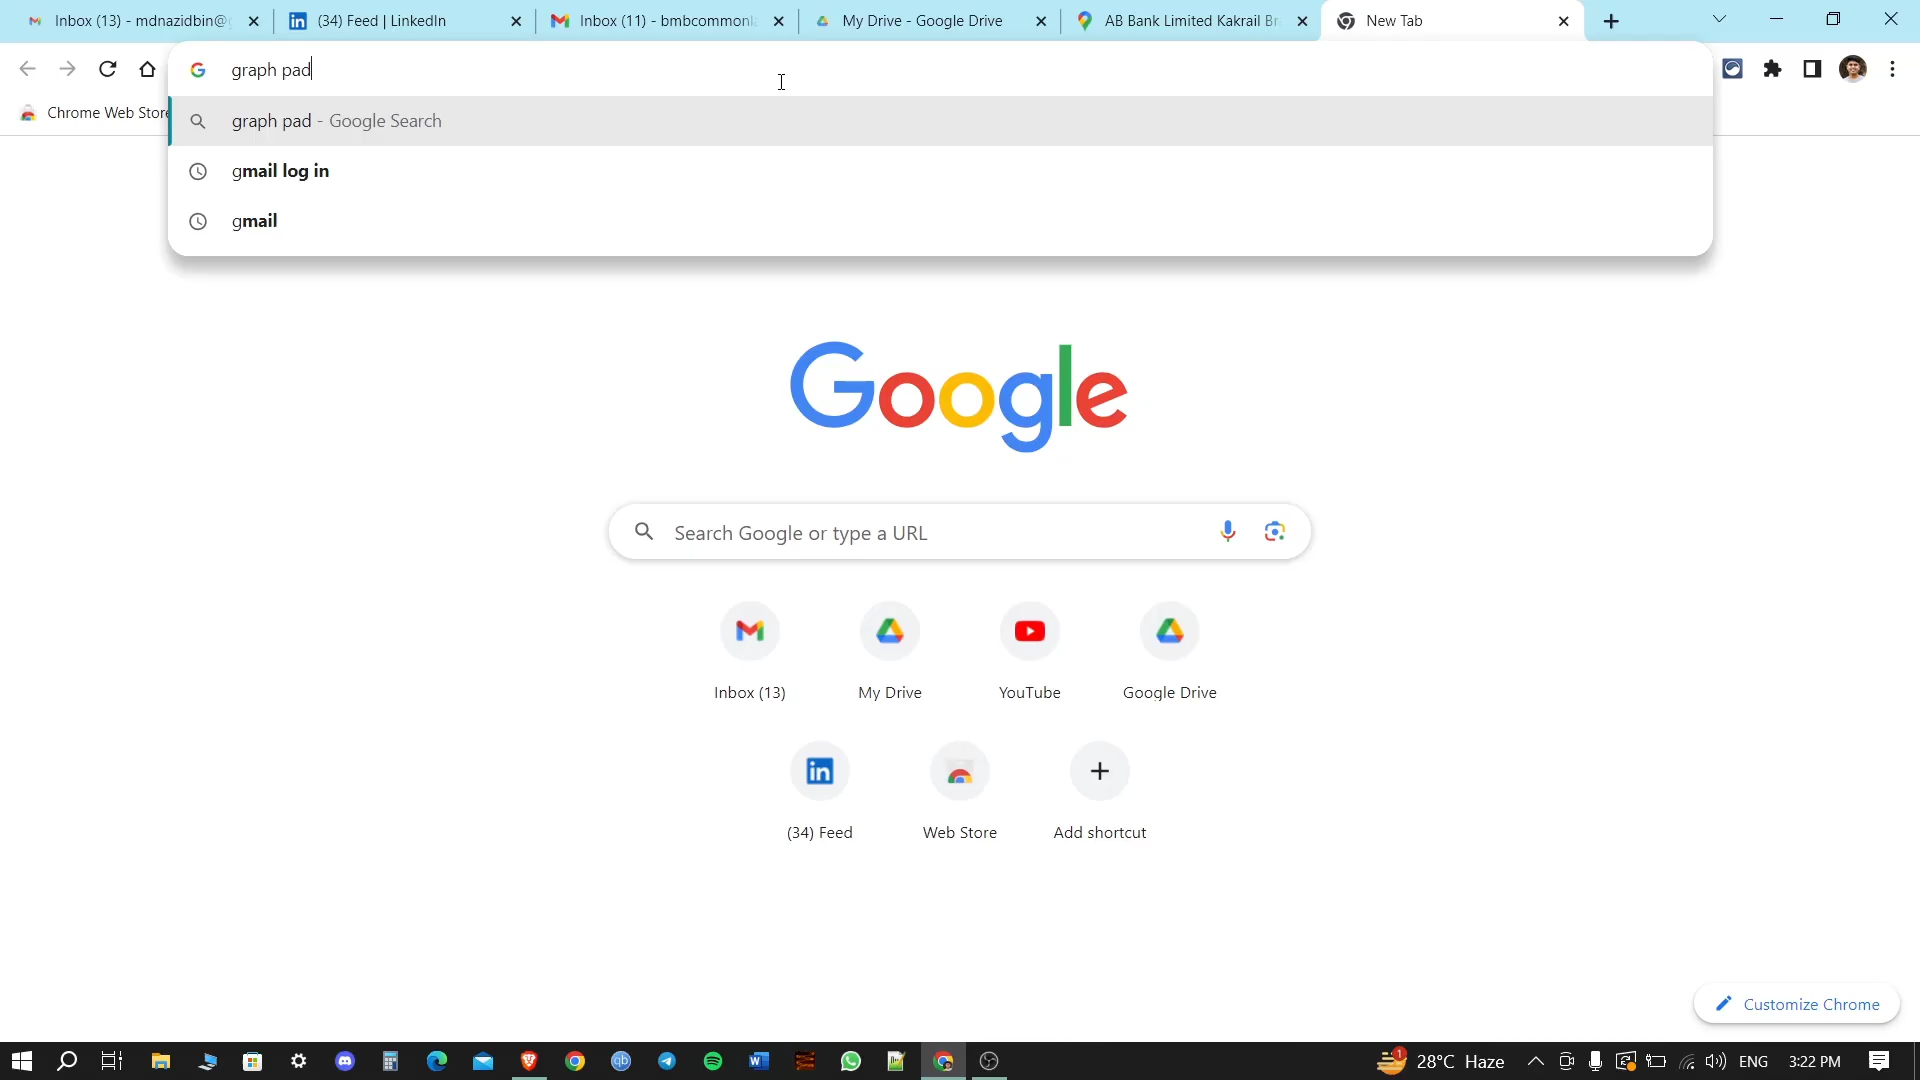 Inbox (13) - mdnazidbin@g
(34) Feed | LinkedIn
Inbox (11) - bmbcommonla
My Drive - Google Drive
AB Bank Limited Kakrail Br
New Tab
graph pad
Chrome Web Store
graph pad - Google Search
gmail log in
gmail
Google
Search Google or type a URL
Inbox (13)
My Drive
YouTube
Google Drive
(34) Feed
Web Store
Add shortcut
Customize Chrome
1
28°C Haze
ENG
3:22 PM